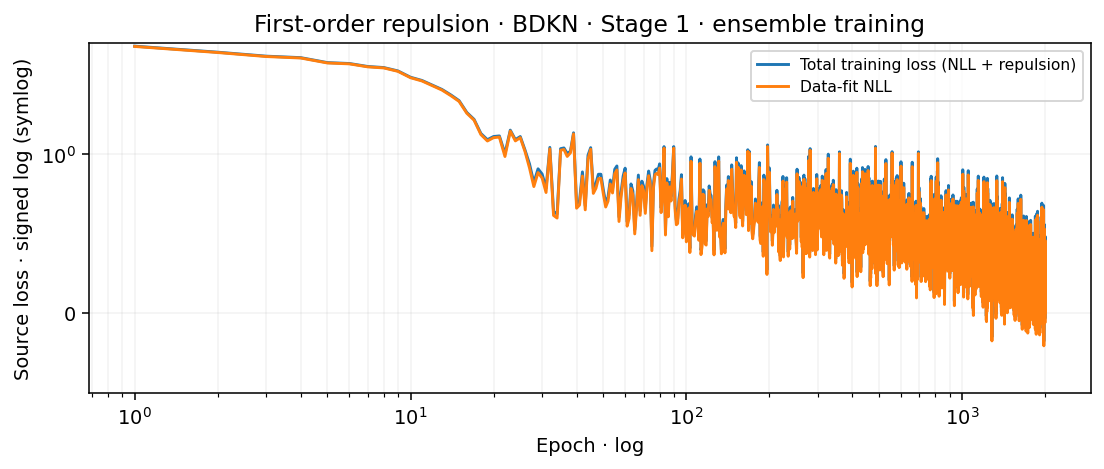 First-order repulsion · BDKN · Stage 1 · ensemble training
Total training loss (NLL + repulsion)
Data-fit NLL
Source loss · signed log (symlog)
10⁰
0
10⁰ 10¹ 10² 10³
Epoch · log